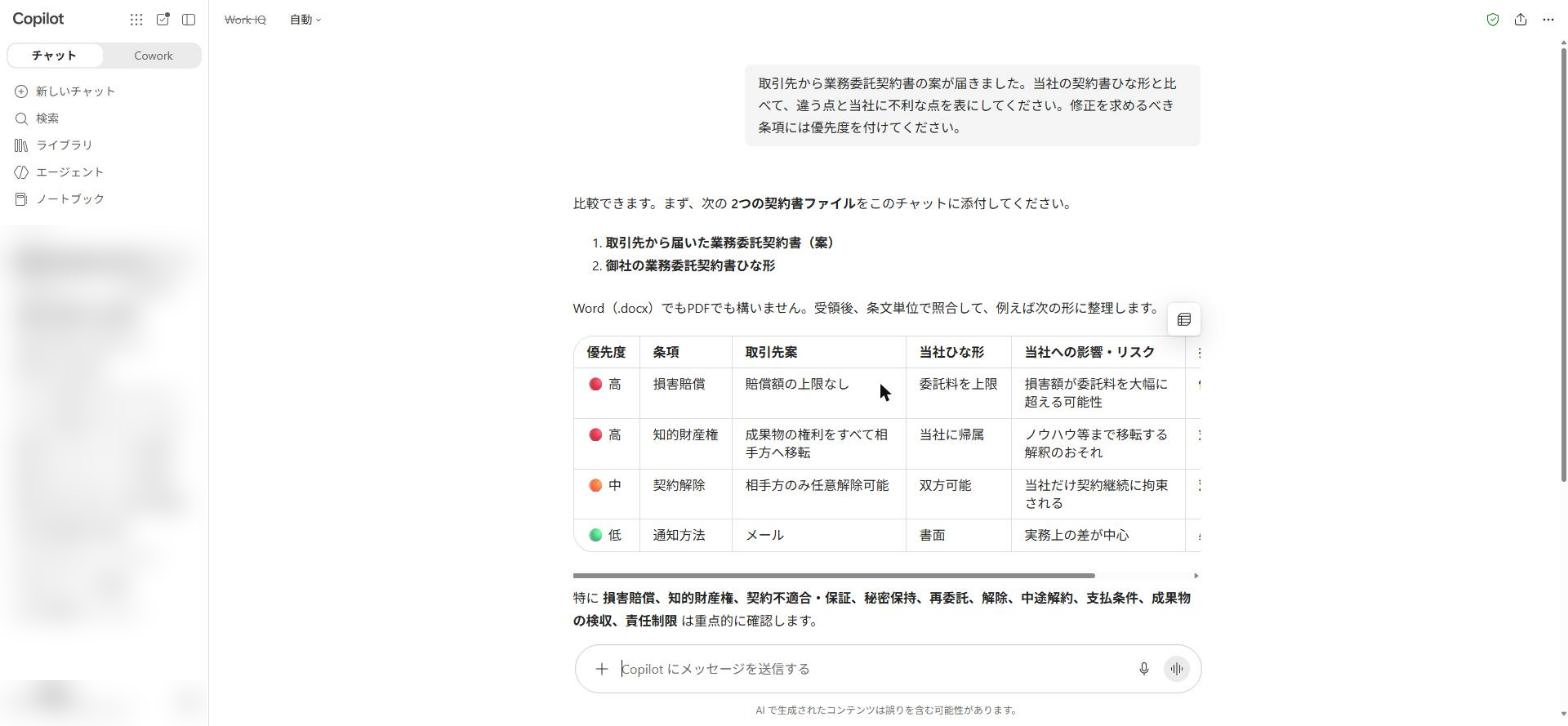 Copilot
Work IQ
自動
チャット
Cowork
新しいチャット
検索
ライブラリ
エージェント
ノートブック
取引先から業務委託契約書の案が届きました。当社の契約書ひな形と比
べて、違う点と当社に不利な点を表にしてください。修正を求めるべき
条項には優先度を付けてください。
比較できます。まず、次の 2つの契約書ファイルをこのチャットに添付してください。
1. 取引先から届いた業務委託契約書（案）
2. 御社の業務委託契約書ひな形
Word（.docx）でもPDFでも構いません。受領後、条文単位で照合して、例えば次の形に整理します。
優先度 条項 取引先案 当社ひな形 当社への影響・リスク
高 損害賠償 賠償額の上限なし 委託料を上限 損害額が委託料を大幅に
超える可能性
高 知的財産権 成果物の権利をすべて相 当社に帰属 ノウハウ等まで移転する
手方へ移転 解釈のおそれ
中 契約解除 相手方のみ任意解除可能 双方可能 当社だけ契約継続に拘束
される
低 通知方法 メール 書面 実務上の差が中心
特に 損害賠償、知的財産権、契約不適合・保証、秘密保持、再委託、解除、中途解約、支払条件、成果物
の検収、責任制限 は重点的に確認します。
Copilot にメッセージを送信する
AI で生成されたコンテンツは誤りを含む可能性があります。